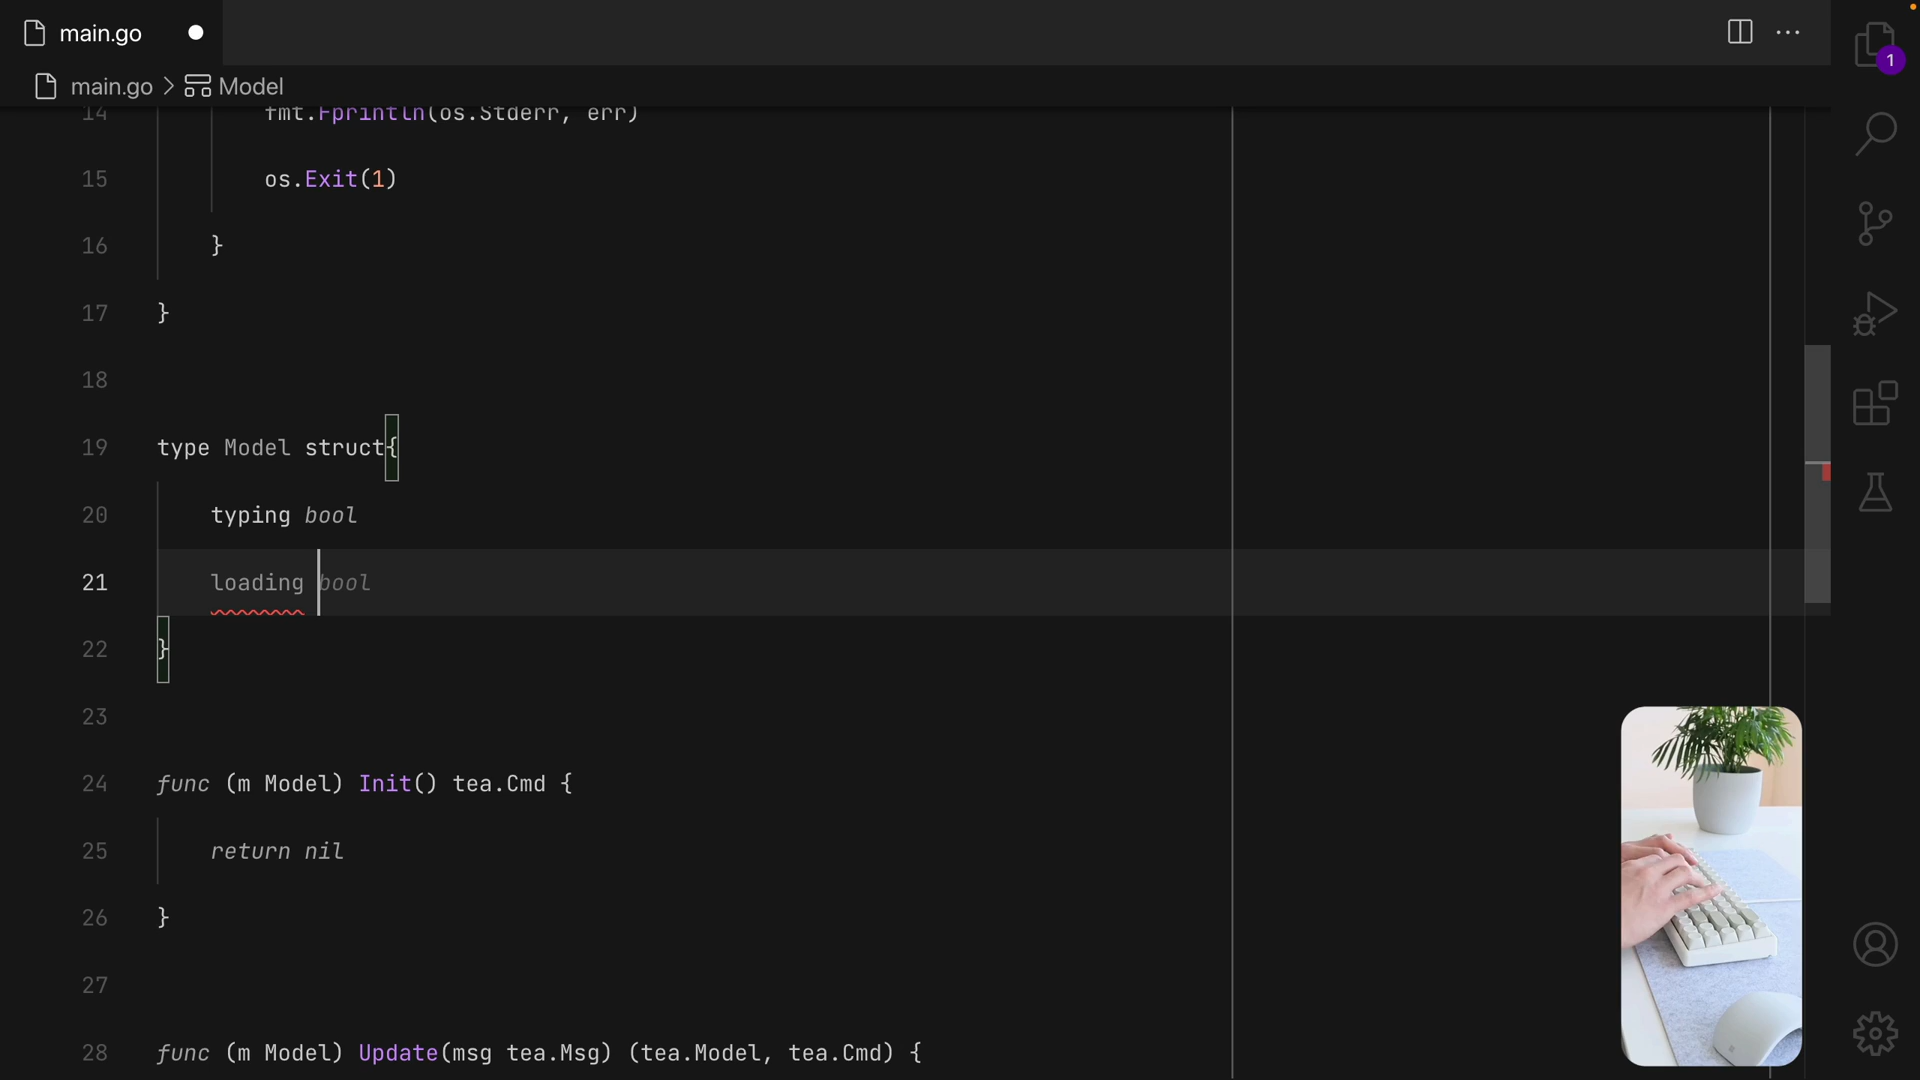 main.go
main.go > Model
1
14 fmt.Fprintln(os.Stderr, err)
15 os.Exit(1)
16 }
17 }
18
19 type Model struct{
20 typing bool
21 loading bool
22 }
23
24 func (m Model) Init() tea.Cmd {
25 return nil
26 }
27
28 func (m Model) Update(msg tea.Msg) (tea.Model, tea.Cmd) {